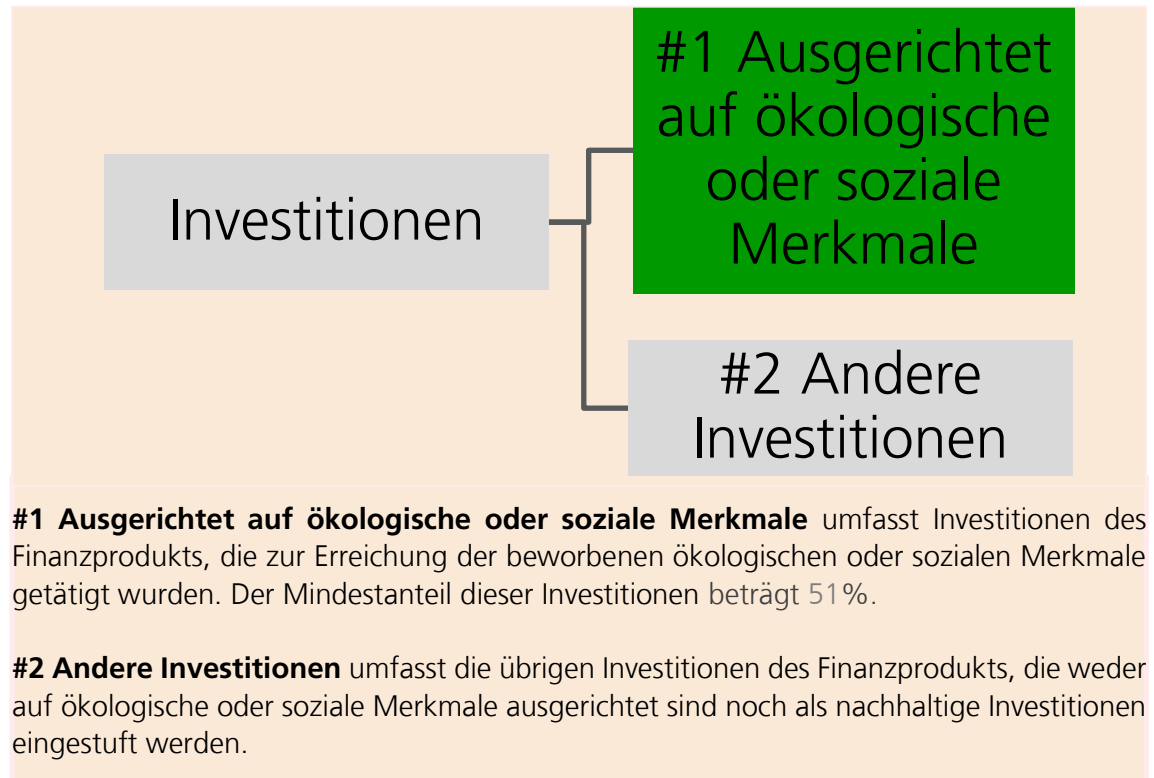 #1 Ausgerichtet
auf ökologische
oder soziale
Merkmale
Investitionen
#2 Andere
Investitionen
#1 Ausgerichtet auf ökologische oder soziale Merkmale umfasst Investitionen des
Finanzprodukts, die zur Erreichung der beworbenen ökologischen oder sozialen Merkmale
getätigt wurden. Der Mindestanteil dieser Investitionen beträgt 51%.
#2 Andere Investitionen umfasst die übrigen Investitionen des Finanzprodukts, die weder
auf ökologische oder soziale Merkmale ausgerichtet sind noch als nachhaltige Investitionen
eingestuft werden.